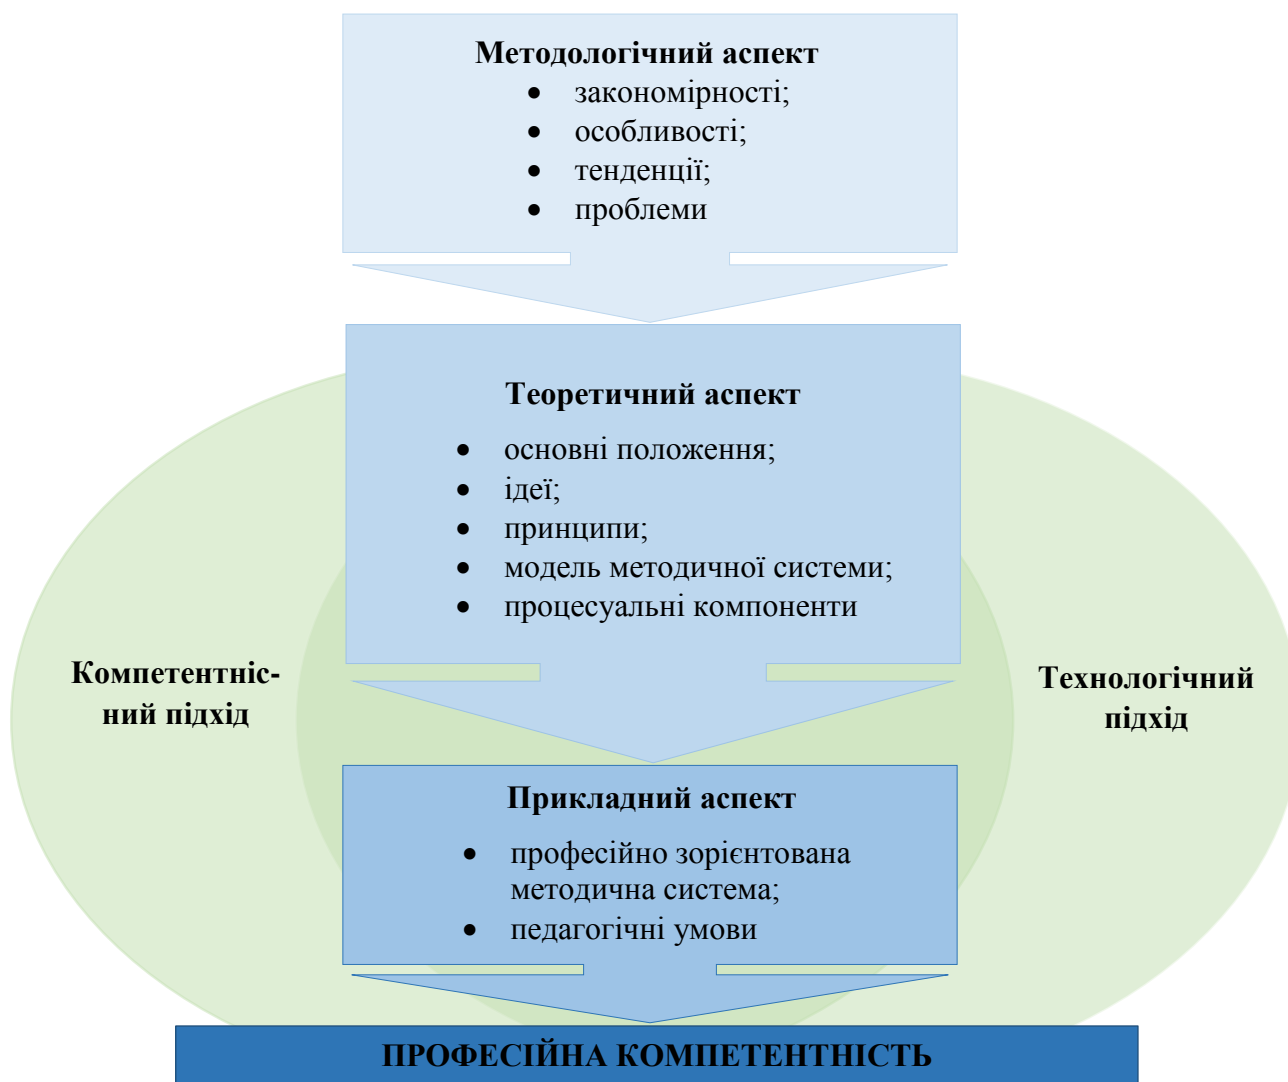 Методологічний аспект
• закономірності;
• особливості;
• тенденції;
• проблеми
Теоретичний аспект
• основні положення;
• ідеї;
• принципи;
• модель методичної системи;
• процесуальні компоненти
Компетентніс-
ний підхід
Технологічний
підхід
Прикладний аспект
• професійно зорієнтована
методична система;
• педагогічні умови
ПРОФЕСІЙНА КОМПЕТЕНТНІСТЬ